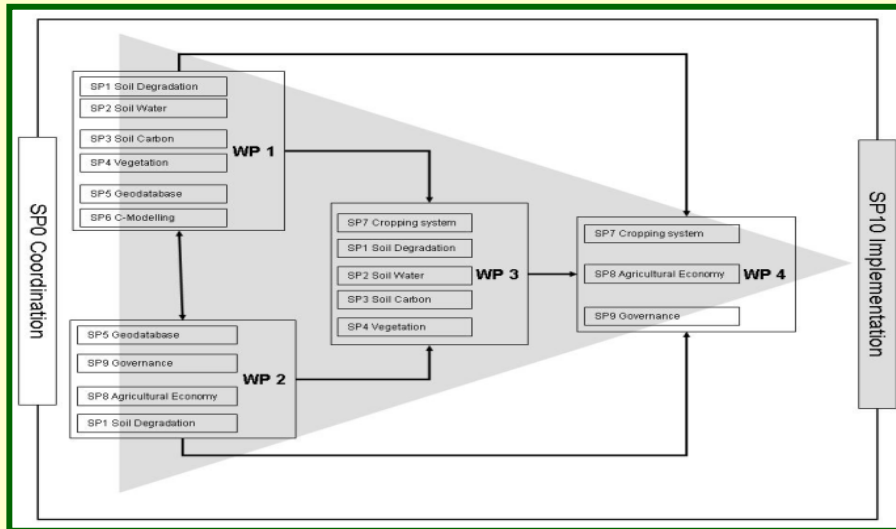 SP0 Coordination
SP1 Soil Degradation
SP2 Soil Water
SP3 Soil Carbon
SP4 Vegetation
SP5 Geodatabase
SP6 C-Modelling
WP 1
SP5 Geodatabase
SP9 Governance
SP8 Agricultural Economy
SP1 Soil Degradation
WP 2
SP7 Cropping system
SP1 Soil Degradation
SP2 Soil Water
SP3 Soil Carbon
SP4 Vegetation
WP 3
SP7 Cropping system
SP8 Agricultural Economy
SP9 Governance
WP 4
SP10 Implementation